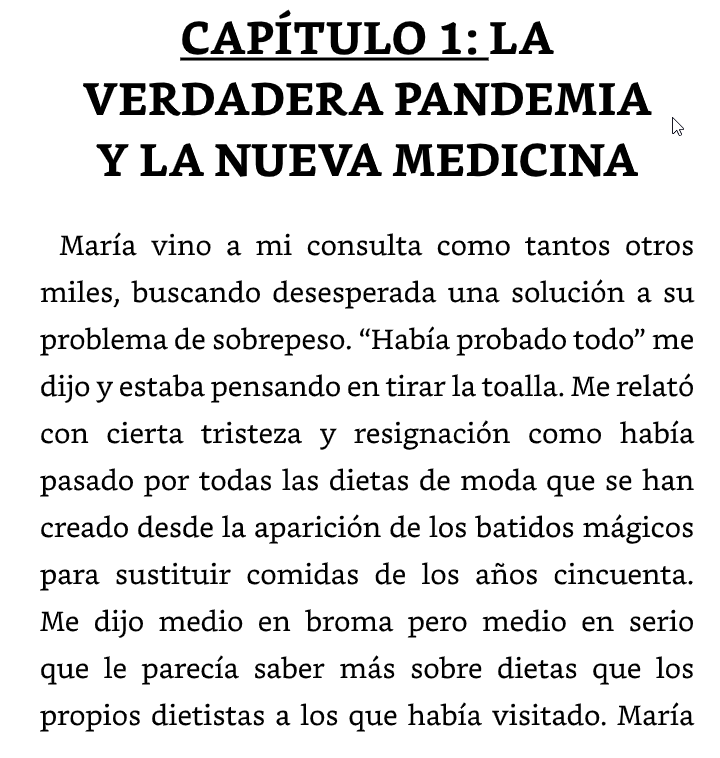 CAPÍTULO 1: LA
VERDADERA PANDEMIA
Y LA NUEVA MEDICINA
María vino a mi consulta como tantos otros
miles, buscando desesperada una solución a su
problema de sobrepeso. “Había probado todo” me
dijo y estaba pensando en tirar la toalla. Me relató
con cierta tristeza y resignación como había
pasado por todas las dietas de moda que se han
creado desde la aparición de los batidos mágicos
para sustituir comidas de los años cincuenta.
Me dijo medio en broma pero medio en serio
que le parecía saber más sobre dietas que los
propios dietistas a los que había visitado. María